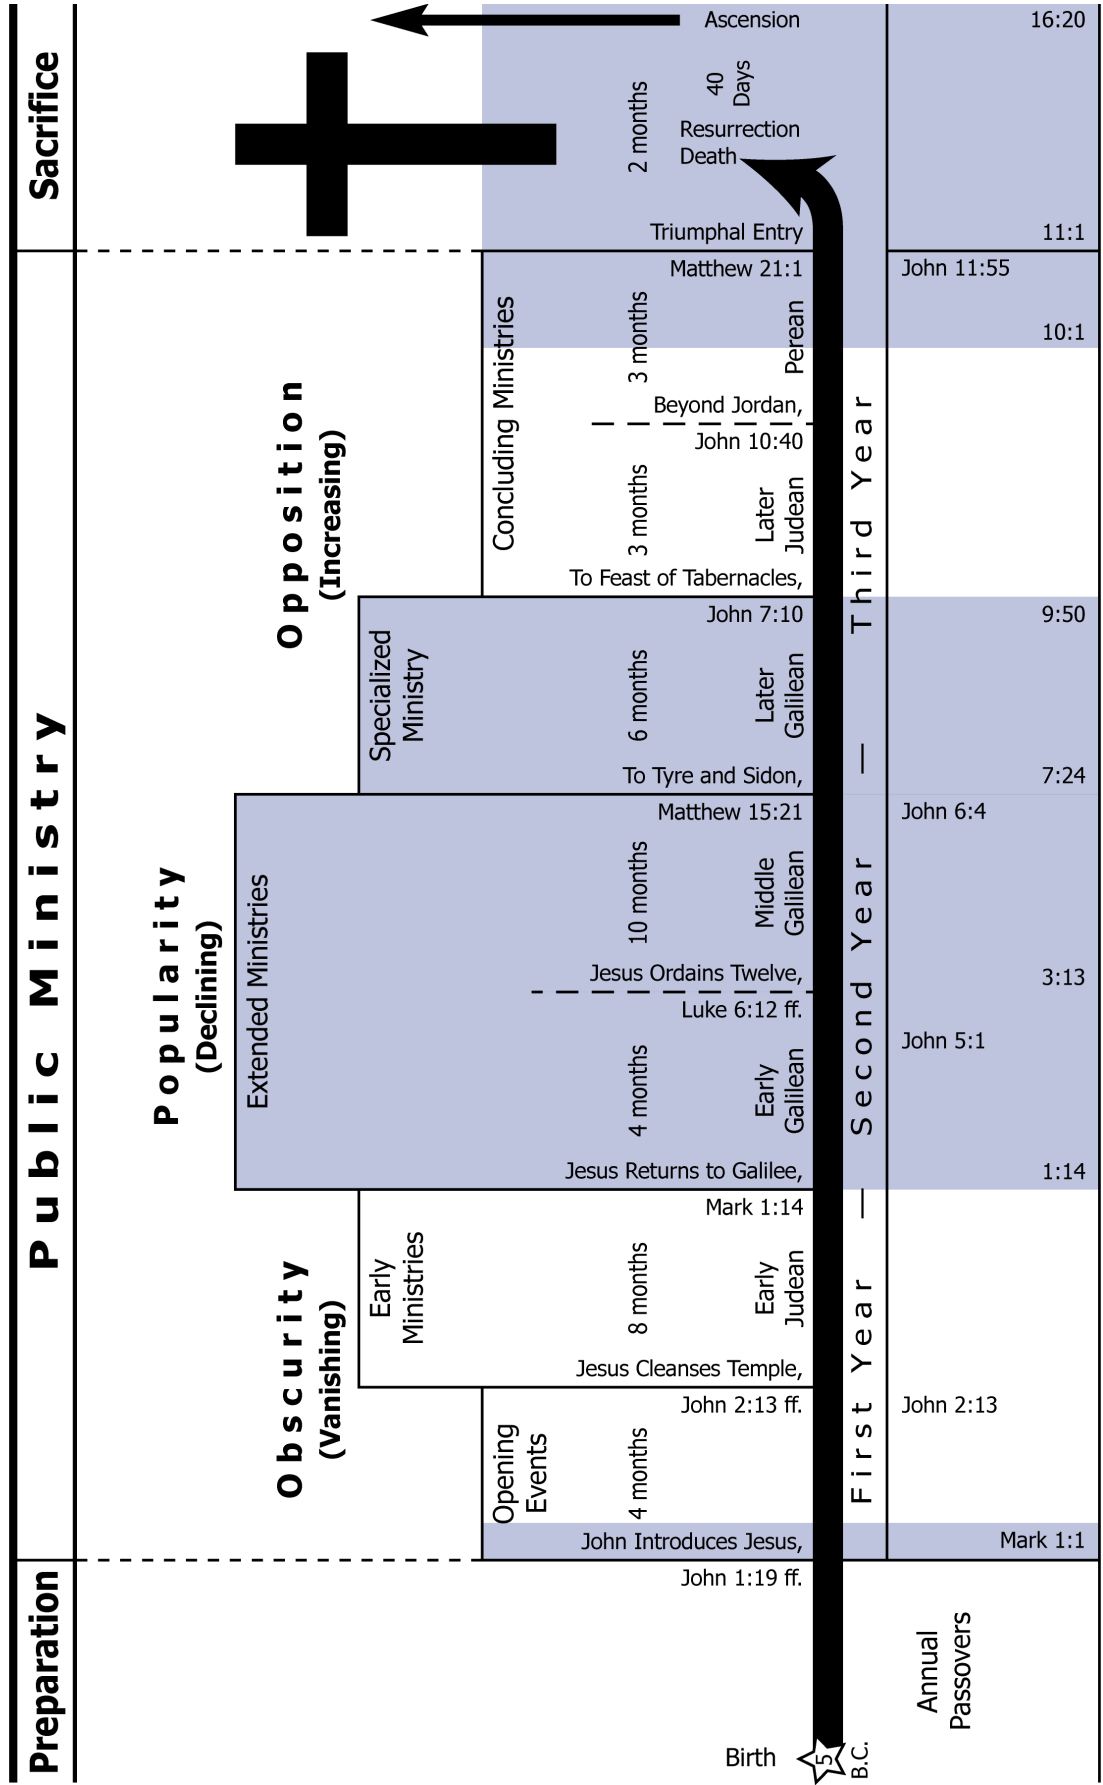 Preparation
Public Ministry
Sacrifice
Obscurity
(Vanishing)
Popularity
(Declining)
Opposition
(Increasing)
Opening
Events
Early
Ministries
Extended Ministries
Specialized
Ministry
Concluding Ministries
4 months
8 months
4 months
10 months
6 months
3 months
3 months
2 months
Early
Judean
Early
Galilean
Middle
Galilean
Later
Galilean
Later
Judean
Perean
40
Days
Birth
5
B.C.
John Introduces Jesus,
John 1:19 ff.
Jesus Cleanses Temple,
John 2:13 ff.
Jesus Returns to Galilee,
Mark 1:14
Jesus Ordains Twelve,
Luke 6:12 ff.
To Tyre and Sidon,
Matthew 15:21
To Feast of Tabernacles,
John 7:10
Beyond Jordan,
John 10:40
Triumphal Entry
Matthew 21:1
Resurrection
Death
Ascension
First Year — Second Year — Third Year
Annual
Passovers
John 2:13
John 5:1
John 6:4
John 11:55
Mark 1:1
1:14
3:13
7:24
9:50
10:1
11:1
16:20